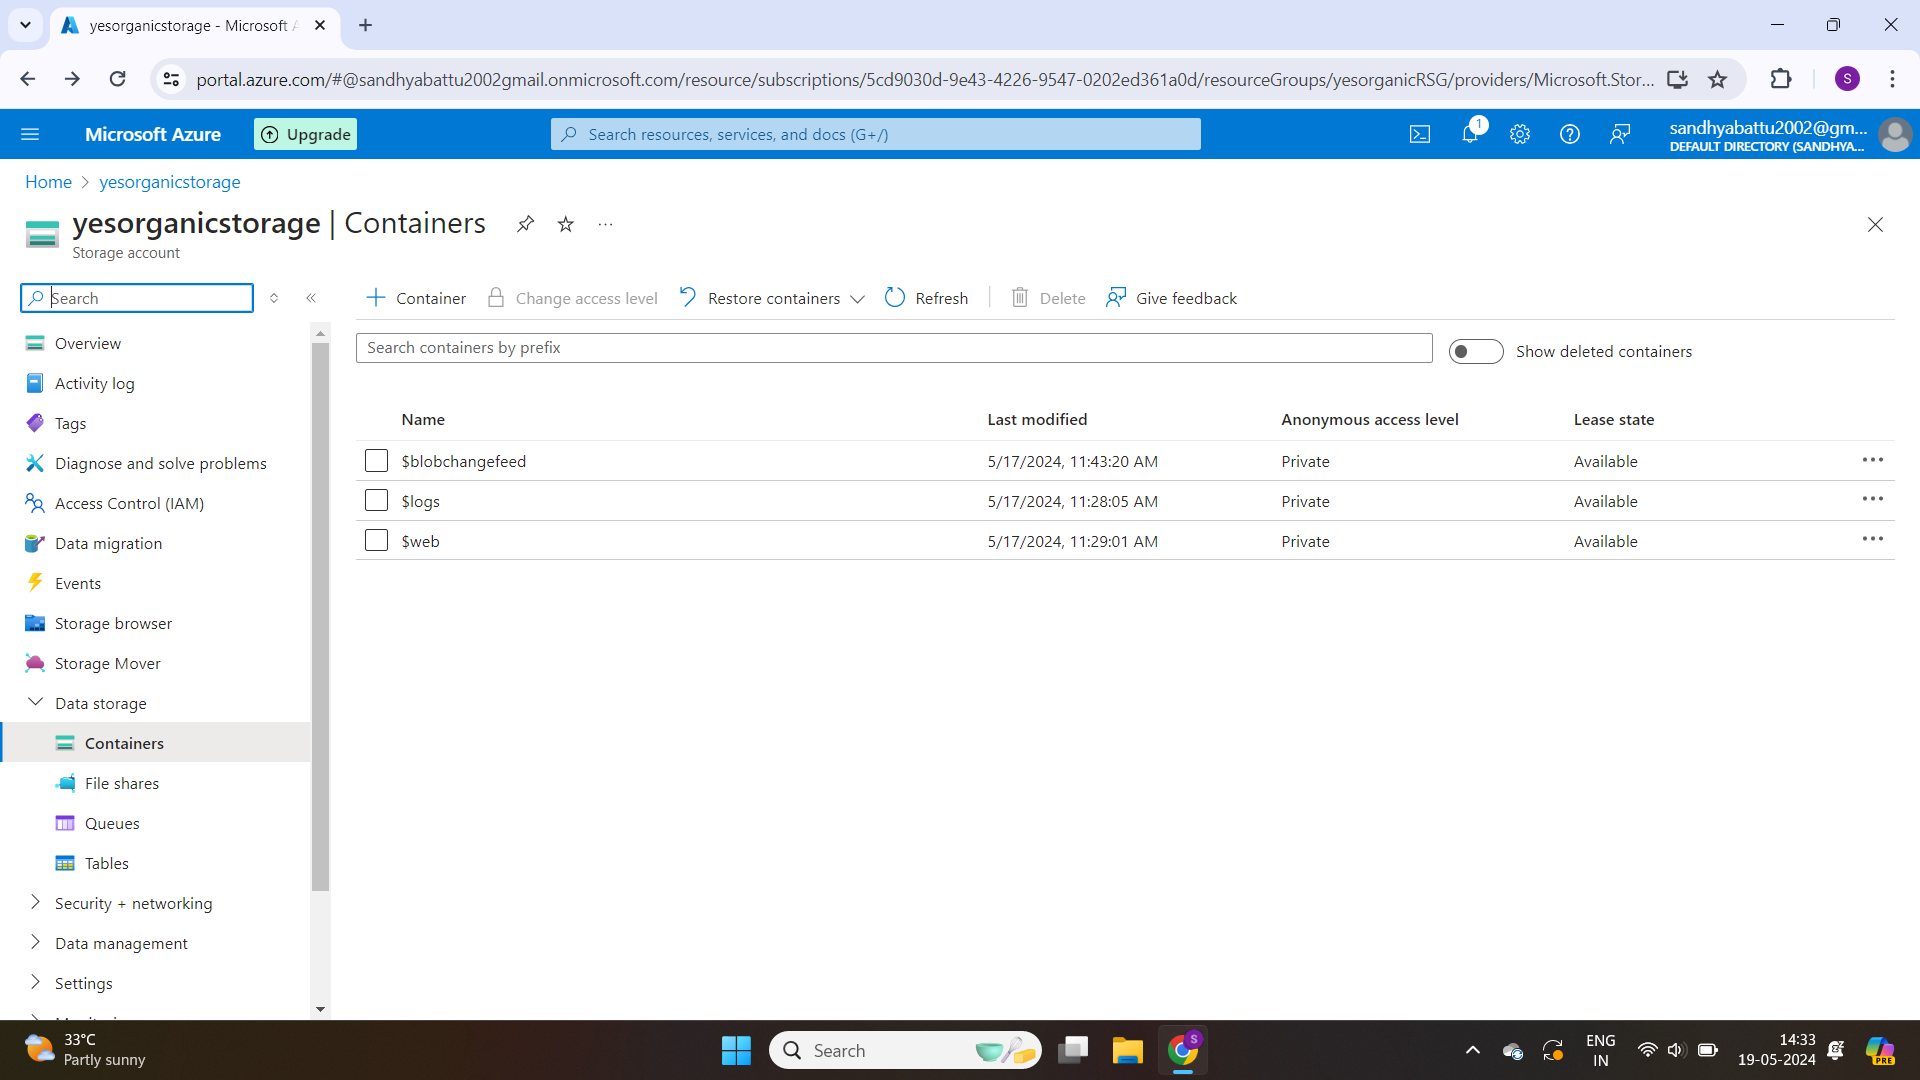 yesorganicstorage - Microsoft A
portal.azure.com/#@sandhyabattu2002gmail.onmicrosoft.com/resource/subscriptions/5cd9030d-9e43-4226-9547-0202ed361a0d/resourceGroups/yesorganicRSG/providers/Microsoft.Stor...
S
Microsoft Azure
Upgrade
Search resources, services, and docs (G+/)
1
sandhyabattu2002@gm...
DEFAULT DIRECTORY (SANDHYA...
Home > yesorganicstorage
yesorganicstorage | Containers
Storage account
Search
Container
Change access level
Restore containers
Refresh
Delete
Give feedback
Search containers by prefix
Show deleted containers
Name Last modified Anonymous access level Lease state
$blobchangefeed 5/17/2024, 11:43:20 AM Private Available
$logs 5/17/2024, 11:28:05 AM Private Available
$web 5/17/2024, 11:29:01 AM Private Available
Overview
Activity log
Tags
Diagnose and solve problems
Access Control (IAM)
Data migration
Events
Storage browser
Storage Mover
Data storage
Containers
File shares
Queues
Tables
Security + networking
Data management
Settings
33°C
Partly sunny
Search
S
ENG
IN
14:33
19-05-2024
PRE